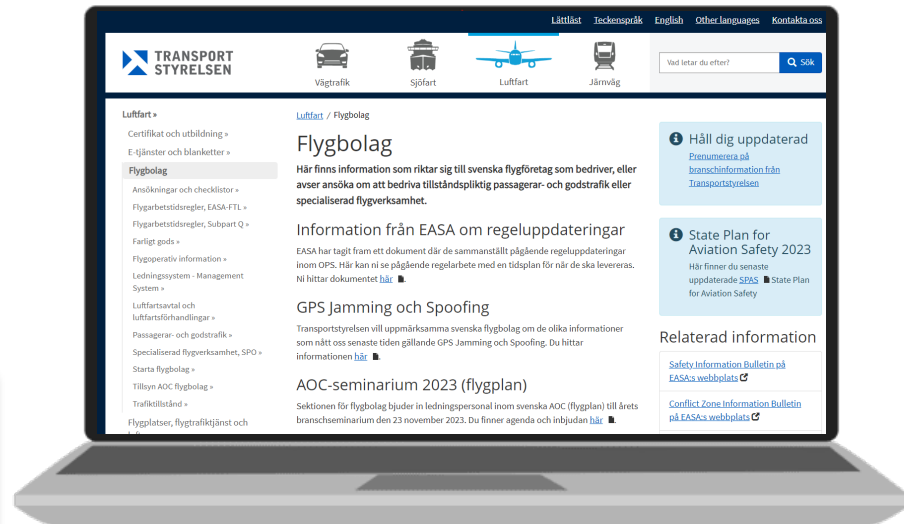 Lättläst Teckenspråk English Other languages Kontakta oss
TRANSPORT
STYRELSEN
Vägtrafik
Sjöfart
Luftfart
Järnväg
Vad letar du efter?
Sök
Luftfart »
Certifikat och utbildning »
E-tjänster och blanketter »
Flygbolag
Ansökningar och checklistor »
Flygarbetstidsregler, EASA-FTL »
Flygarbetstidsregler, Subpart Q »
Farligt gods »
Flygoperativ information »
Ledningssystem - Management
System »
Luftfartsavtal och
luftfartsförhandlingar »
Passagerar- och godstrafik »
Specialiserad flygverksamhet, SPO »
Starta flygbolag »
Tillsyn AOC flygbolag »
Trafiktillstånd »
Flygplatser, flygtrafiktjänst och
Luftfart / Flygbolag
Flygbolag
Här finns information som riktar sig till svenska flygföretag som bedriver, eller
avser ansöka om att bedriva tillståndspliktig passagerar- och godstrafik eller
specialiserad flygverksamhet.
Information från EASA om regeluppdateringar
EASA har tagit fram ett dokument där de sammanställt pågående regeluppdateringar
inom OPS. Här kan ni se pågående regelarbete med en tidsplan för när de ska levereras.
Ni hittar dokumentet här.
GPS Jamming och Spoofing
Transportstyrelsen vill uppmärksamma svenska flygbolag om de olika informationer
som nått oss senaste tiden gällande GPS Jamming och Spoofing. Du hittar
informationen här.
AOC-seminarium 2023 (flygplan)
Sektionen för flygbolag bjuder in ledningspersonal inom svenska AOC (flygplan) till årets
branschseminarium den 23 november 2023. Du finner agenda och inbjudan här.
Håll dig uppdaterad
Prenumerera på
branschinformation från
Transportstyrelsen
State Plan for
Aviation Safety 2023
Här finner du senaste
uppdaterade SPAS State Plan
for Aviation Safety
Relaterad information
Safety Information Bulletin på
EASA:s webbplats
Conflict Zone Information Bulletin
på EASA:s webbplats